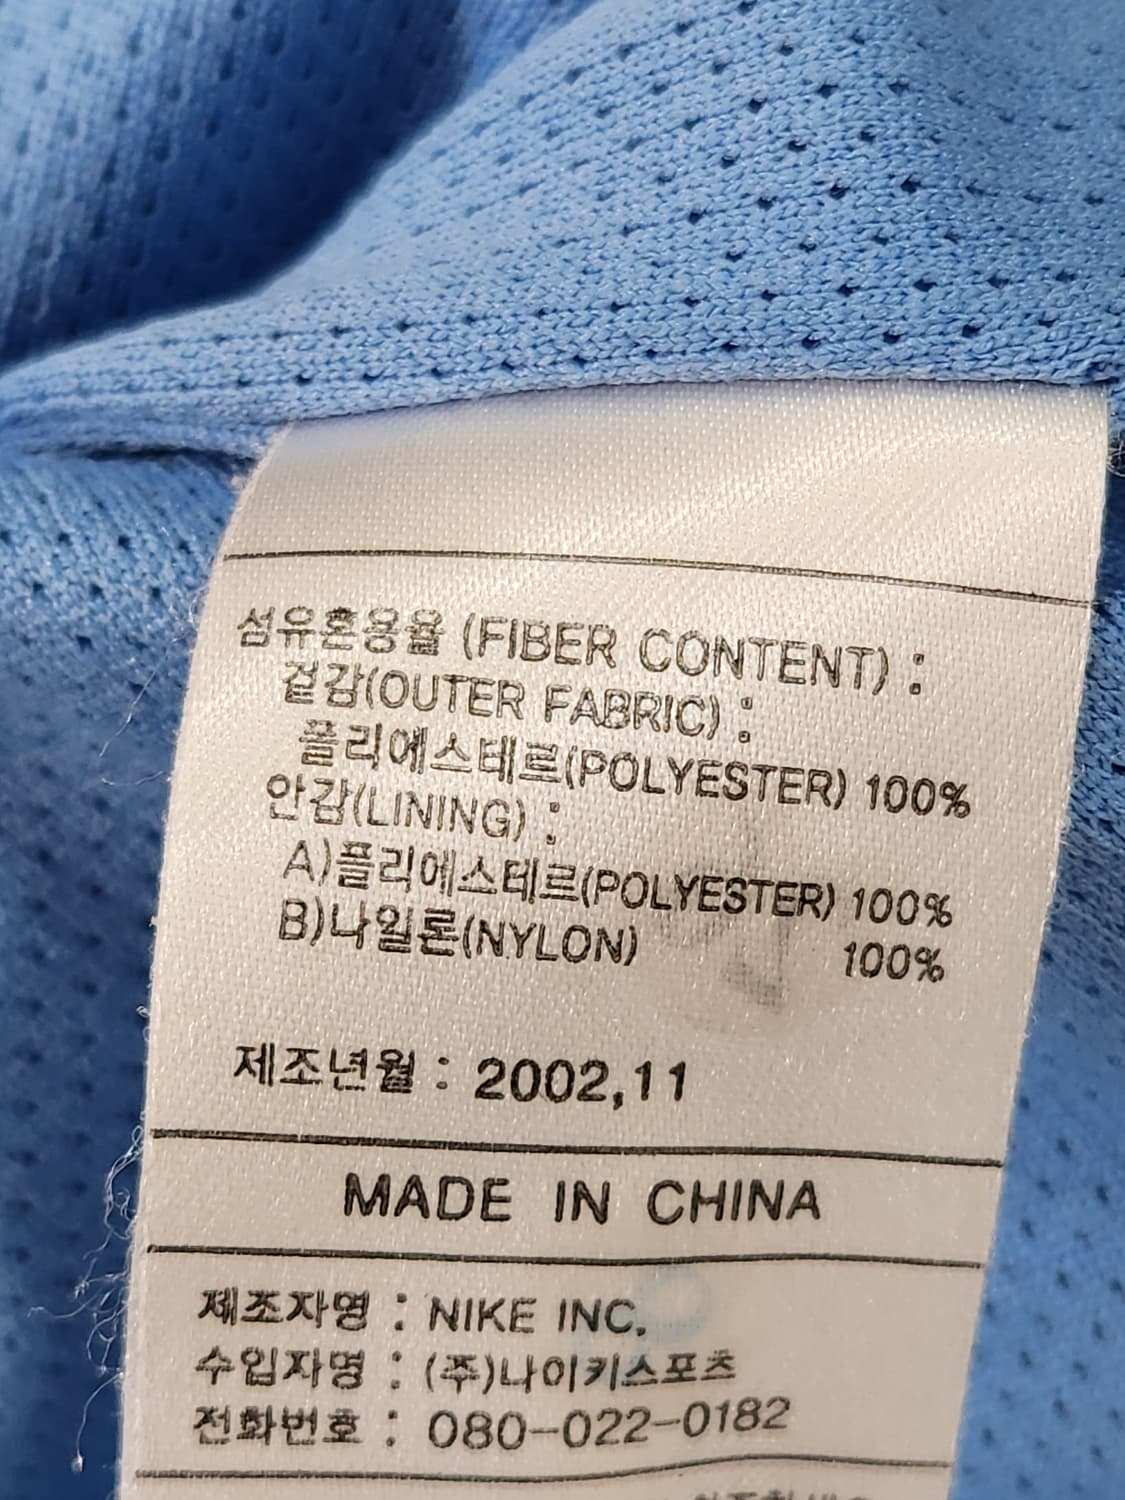 섬유혼용율 (FIBER CONTENT) :
겉감(OUTER FABRIC) :
폴리에스테르(POLYESTER) 100%
안감(LINING) :
A)폴리에스테르(POLYESTER) 100%
B)나일론(NYLON) 100%
제조년월 : 2002,11
MADE IN CHINA
제조자명 : NIKE INC.
수입자명 : (주)나이키스포츠
전화번호 : 080-022-0182